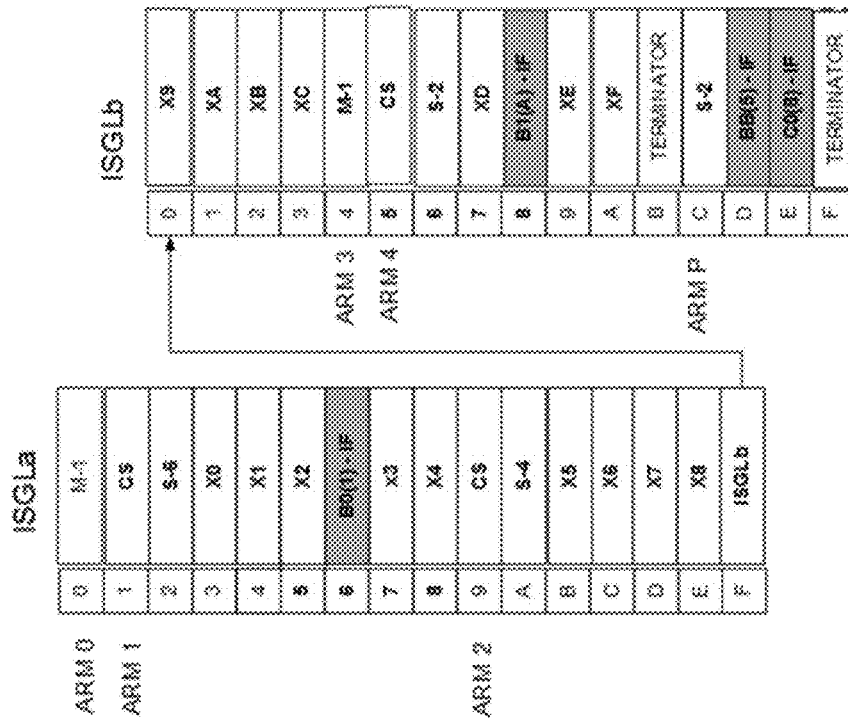 ISGLa
ARM 0 0 M-1
ARM 1 1 CS
2 S-6
3 X0
4 X1
5 X2
6 B0(1) - IF
7 X3
8 X4
ARM 2 9 CS
A S-4
B X5
C X6
D X7
E X8
F ISGLb
ISGLb
0 X9
1 XA
2 XB
3 XC
ARM 3 4 M-1
ARM 4 5 CS
6 S-2
7 XD
8 B1(A) - IF
9 XE
A XF
B TERMINATOR
ARM P C S-2
D BB(5) - IF
E C0(8) - IF
F TERMINATOR